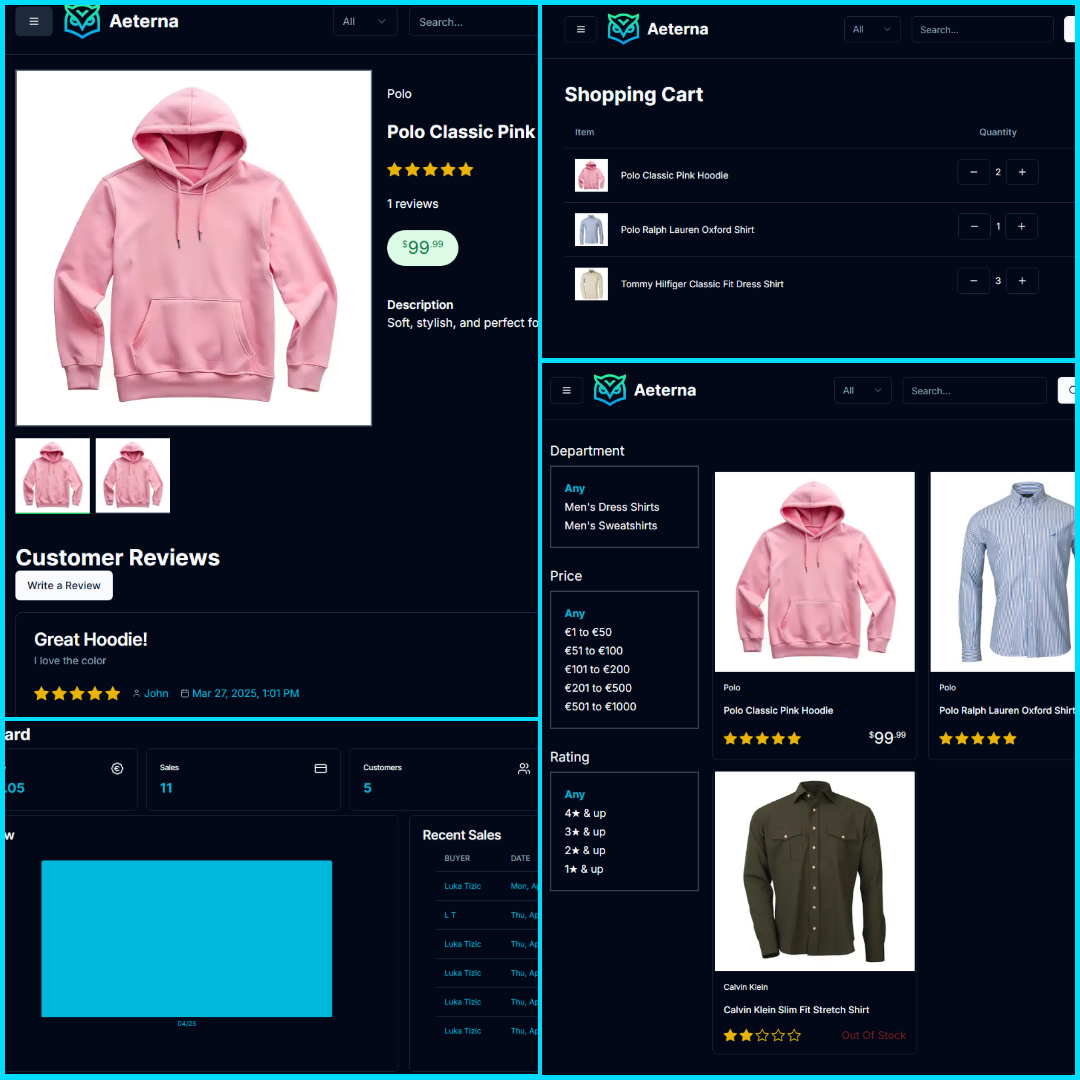 Aeterna
All
Search...
Polo
Polo Classic Pink
1 reviews
$99.99
Description
Soft, stylish, and perfect fo
Customer Reviews
Write a Review
Great Hoodie!
I love the color
John
Mar 27, 2025, 1:01 PM
Aeterna
All
Search...
Shopping Cart
Item Quantity
Polo Classic Pink Hoodie − 2 +
Polo Ralph Lauren Oxford Shirt − 1 +
Tommy Hilfiger Classic Fit Dress Shirt − 3 +
ard
.05
Sales
11
Customers
5
w
04/25
Recent Sales
BUYER DATE
Luka Tizic Mon, Ap
L T Thu, Ap
Luka Tizic Thu, Ap
Luka Tizic Thu, Ap
Luka Tizic Thu, Ap
Luka Tizic Thu, Ap
Aeterna
All
Search...
Department
Any
Men's Dress Shirts
Men's Sweatshirts
Price
Any
€1 to €50
€51 to €100
€101 to €200
€201 to €500
€501 to €1000
Rating
Any
4★ & up
3★ & up
2★ & up
1★ & up
Polo
Polo Classic Pink Hoodie
$99.99
Polo
Polo Ralph Lauren Oxford Shirt
Calvin Klein
Calvin Klein Slim Fit Stretch Shirt
Out Of Stock